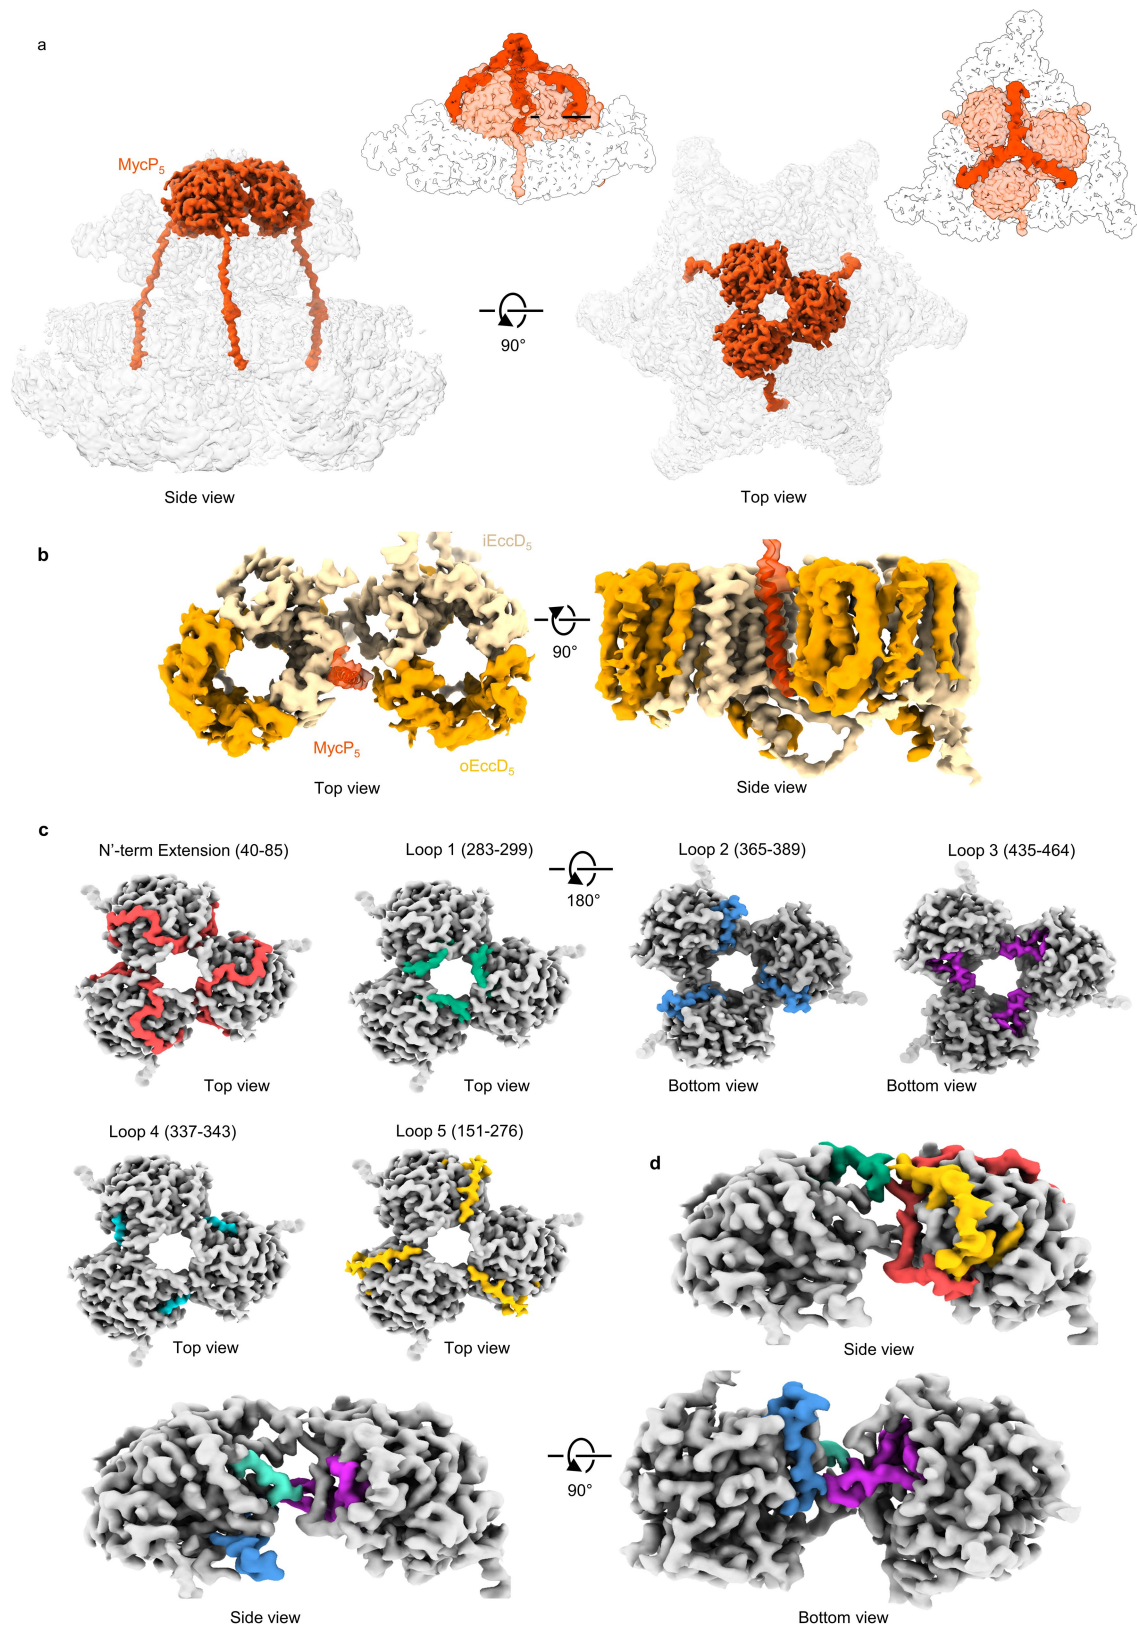 a
MycP5
90°
Side view
Top view
b
iEccD5
90°
MycP5
oEccD5
Top view
Side view
c
N'-term Extension (40-85)
Loop 1 (283-299)
180°
Loop 2 (365-389)
Loop 3 (435-464)
Top view
Top view
Bottom view
Bottom view
Loop 4 (337-343)
Loop 5 (151-276)
d
Top view
Top view
Side view
90°
Side view
Bottom view